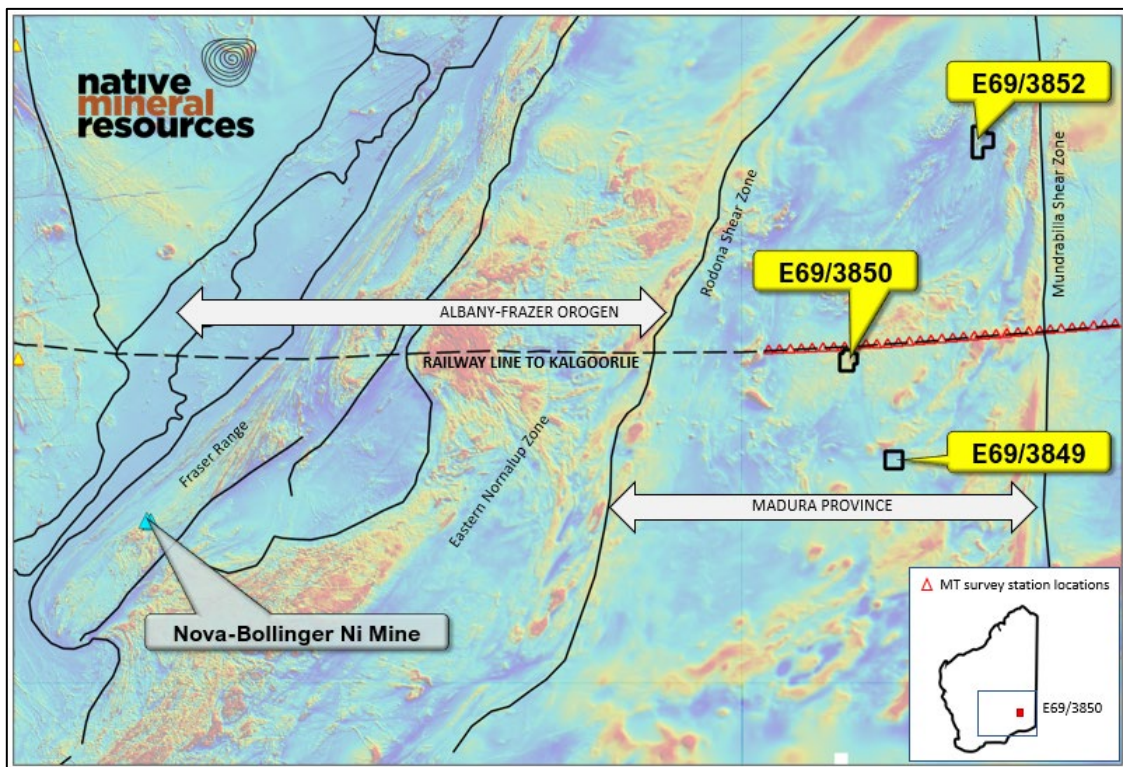 native
mineral
resources
E69/3852
Rodona Shear Zone
Mundrabilla Shear Zone
E69/3850
ALBANY-FRAZER OROGEN
RAILWAY LINE TO KALGOORLIE
Fraser Range
Eastern Nornalup Zone
E69/3849
MADURA PROVINCE
Nova-Bollinger Ni Mine
MT survey station locations
E69/3850